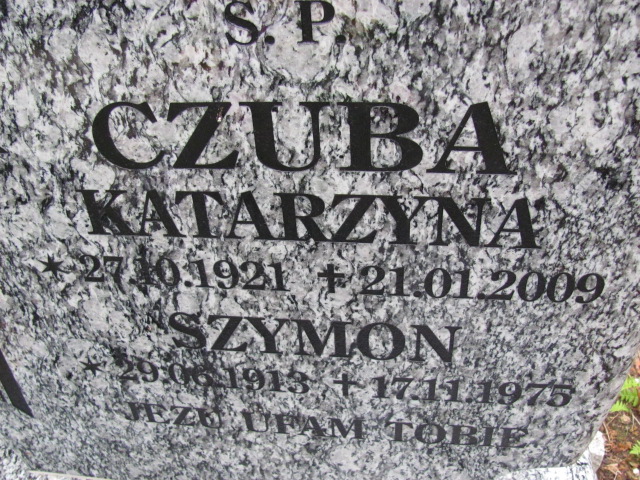 Ś. P.
CZUBA
KATARZYNA
* 27.10.1921 + 21.01.2009
SZYMON
* 29.06.1913 + 17.11.1975
JEZU UFAM TOBIE